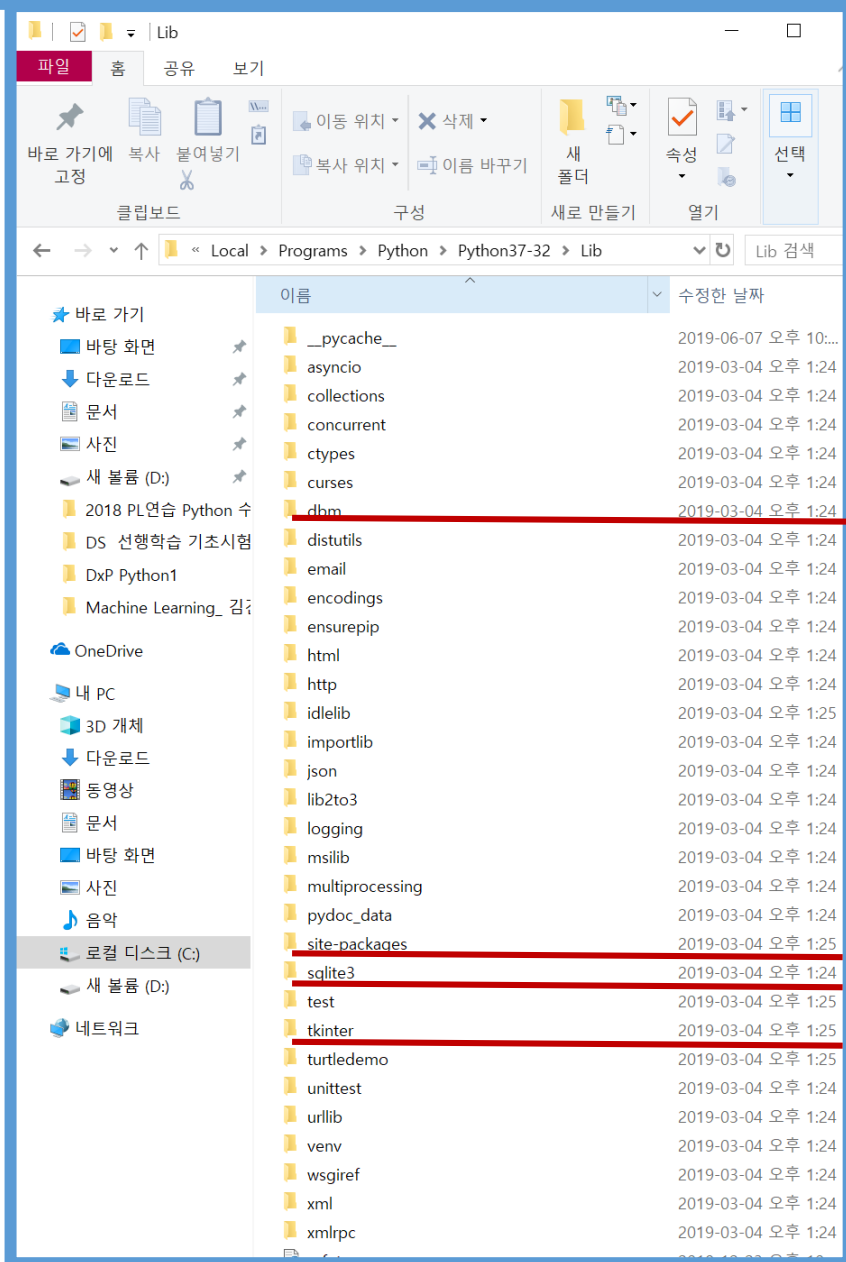 Lib
파일 홈 공유 보기
바로 가기에 고정
복사
붙여넣기
이동 위치
복사 위치
삭제
이름 바꾸기
새 폴더
속성
선택
클립보드 구성 새로 만들기 열기
« Local > Programs > Python > Python37-32 > Lib
Lib 검색
바로 가기
바탕 화면
다운로드
문서
사진
새 볼륨 (D:)
2018 PL연습 Python 수
DS 선행학습 기초시험
DxP Python1
Machine Learning_
OneDrive
내 PC
3D 개체
다운로드
동영상
문서
바탕 화면
사진
음악
로컬 디스크 (C:)
새 볼륨 (D:)
네트워크
이름 수정한 날짜
__pycache__ 2019-06-07 오후 10:...
asyncio 2019-03-04 오후 1:24
collections 2019-03-04 오후 1:24
concurrent 2019-03-04 오후 1:24
ctypes 2019-03-04 오후 1:24
curses 2019-03-04 오후 1:24
dbm 2019-03-04 오후 1:24
distutils 2019-03-04 오후 1:24
email 2019-03-04 오후 1:24
encodings 2019-03-04 오후 1:24
ensurepip 2019-03-04 오후 1:24
html 2019-03-04 오후 1:24
http 2019-03-04 오후 1:24
idlelib 2019-03-04 오후 1:25
importlib 2019-03-04 오후 1:24
json 2019-03-04 오후 1:24
lib2to3 2019-03-04 오후 1:24
logging 2019-03-04 오후 1:24
msilib 2019-03-04 오후 1:24
multiprocessing 2019-03-04 오후 1:24
pydoc_data 2019-03-04 오후 1:24
site-packages 2019-03-04 오후 1:25
sqlite3 2019-03-04 오후 1:24
test 2019-03-04 오후 1:25
tkinter 2019-03-04 오후 1:25
turtledemo 2019-03-04 오후 1:25
unittest 2019-03-04 오후 1:24
urllib 2019-03-04 오후 1:24
venv 2019-03-04 오후 1:24
wsgiref 2019-03-04 오후 1:24
xml 2019-03-04 오후 1:24
xmlrpc 2019-03-04 오후 1:24